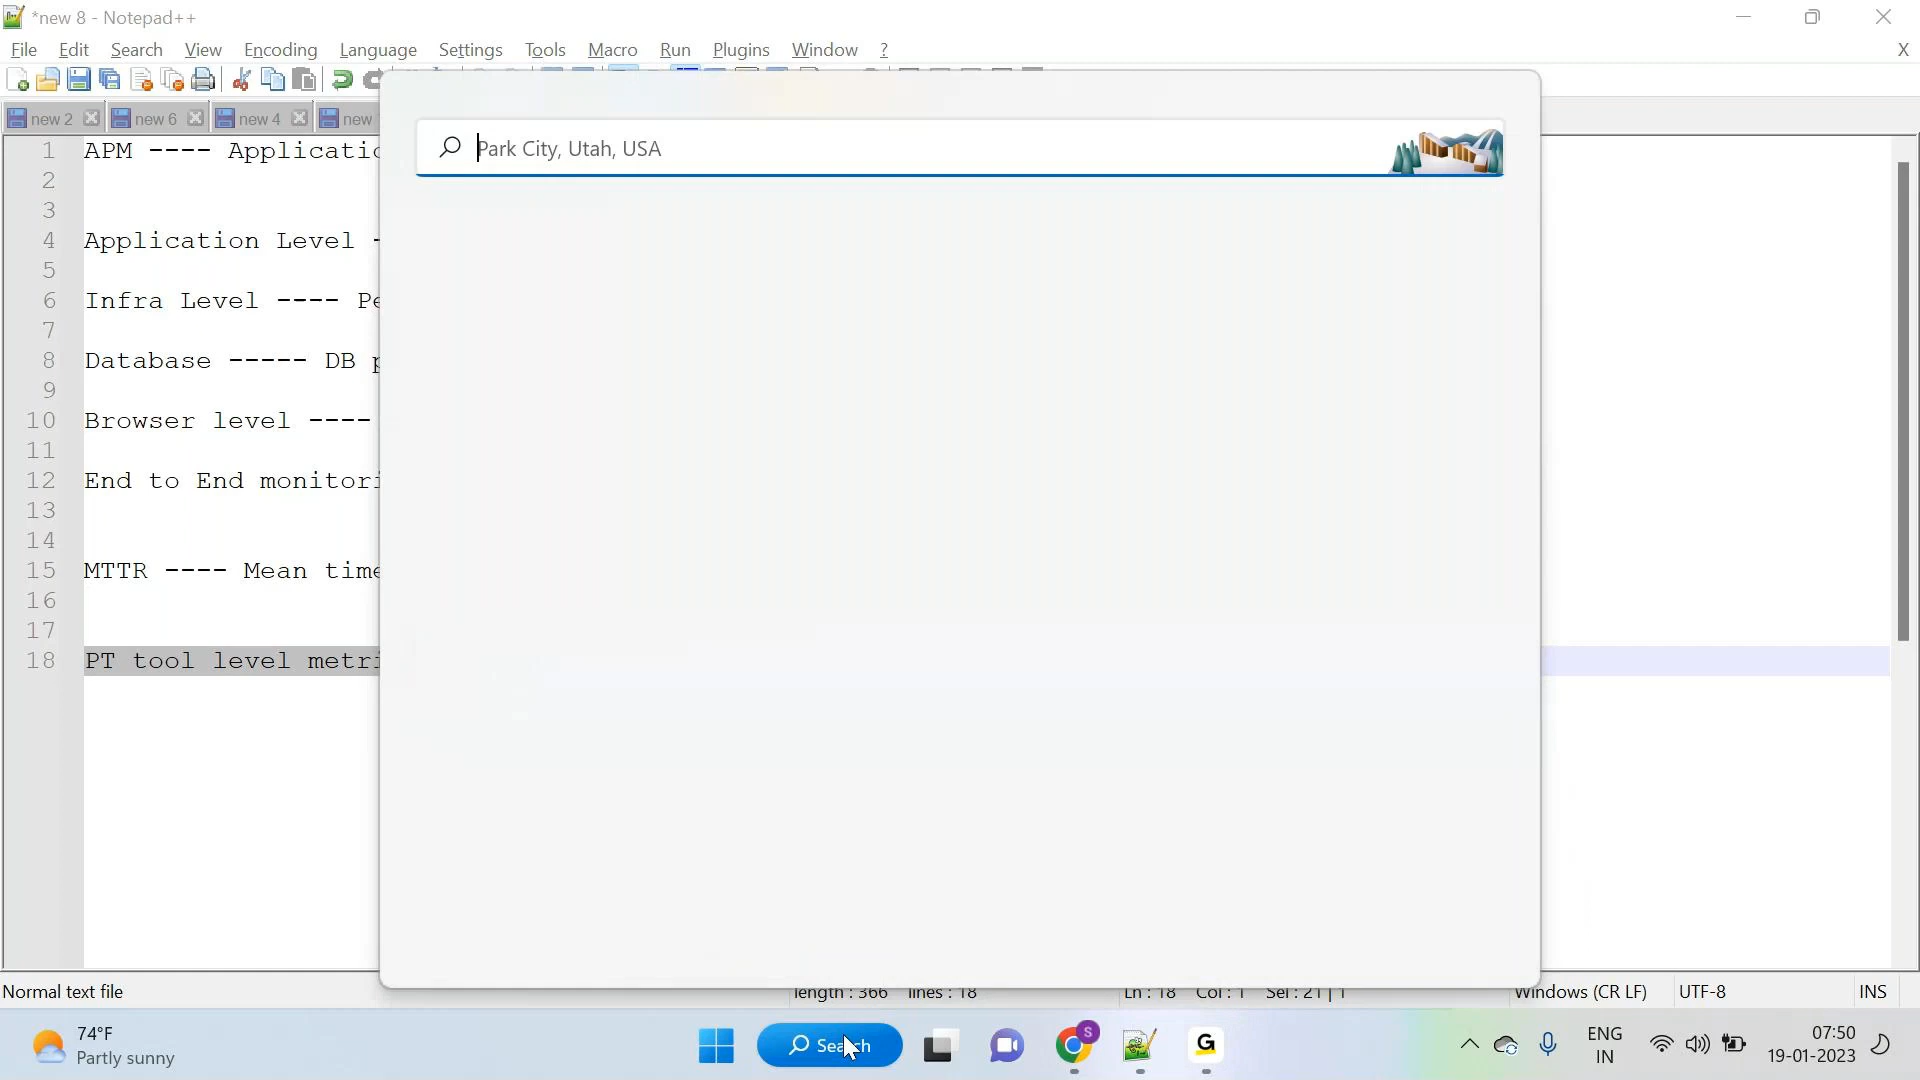 *new 8 - Notepad++
File Edit Search View Encoding Language Settings Tools Macro Run Plugins Window ? X
new 2 new 6 new 4 new
Park City, Utah, USA
1 APM ---- Applicatio
2
3
4 Application Level -
5
6 Infra Level ---- Pe
7
8 Database ----- DB p
9
10 Browser level ----
11
12 End to End monitori
13
14
15 MTTR ---- Mean time
16
17
18 PT tool level metri
Normal text file length : 366 lines : 18 Ln : 18 Col : 1 Sel : 21 | 1 Windows (CR LF) UTF-8 INS
74°F
Partly sunny
Search
S
G
ENG
IN
07:50
19-01-2023